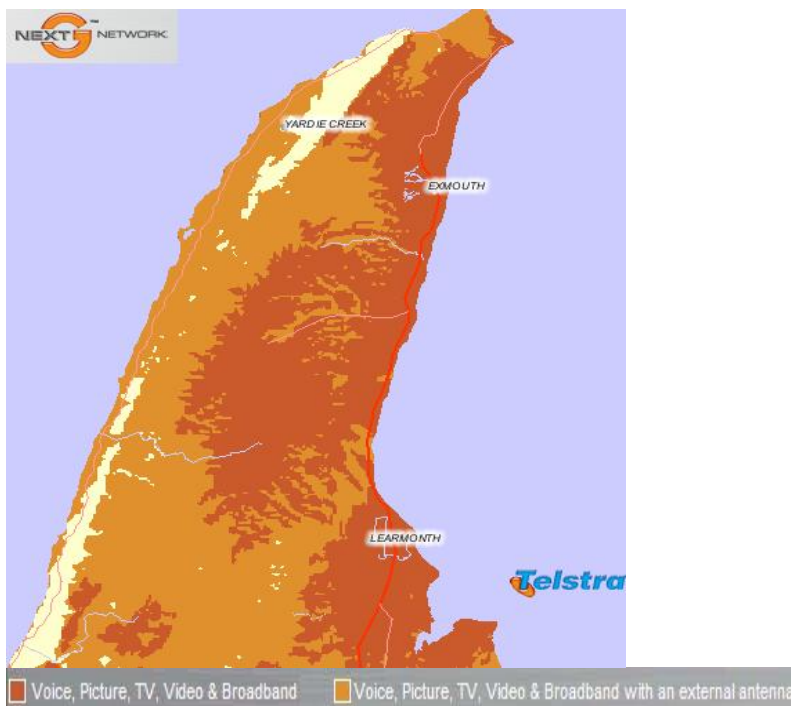 NEXT G™ NETWORK
YARDIE CREEK
EXMOUTH
LEARMONTH
Telstra
Voice, Picture, TV, Video & Broadband
Voice, Picture, TV, Video & Broadband with an external antenna